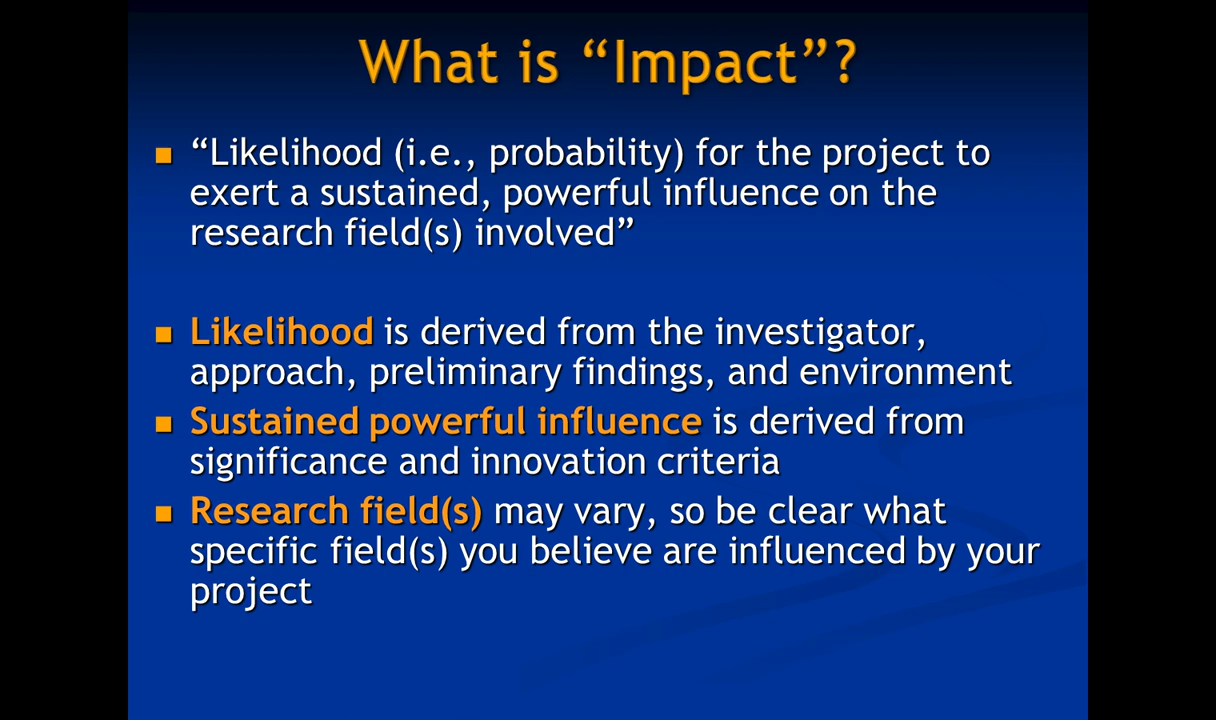 What is “Impact”?
“Likelihood (i.e., probability) for the project to
exert a sustained, powerful influence on the
research field(s) involved”
Likelihood is derived from the investigator,
approach, preliminary findings, and environment
Sustained powerful influence is derived from
significance and innovation criteria
Research field(s) may vary, so be clear what
specific field(s) you believe are influenced by your
project